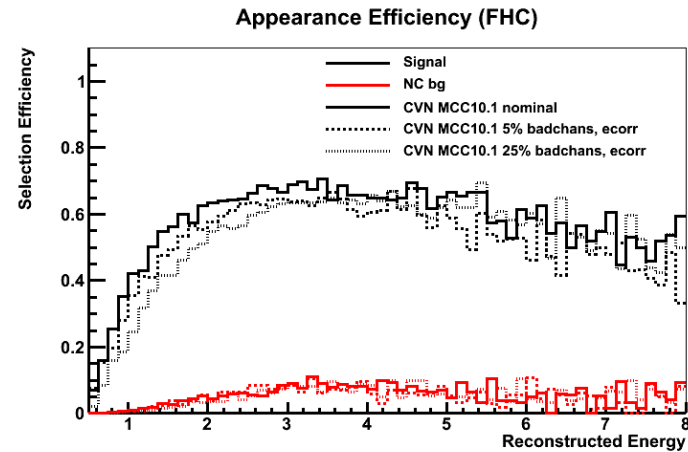 Appearance Efficiency (FHC)
Selection Efficiency
1
0.8
0.6
0.4
0.2
0
Signal
NC bg
CVN MCC10.1 nominal
CVN MCC10.1 5% badchans, ecorr
CVN MCC10.1 25% badchans, ecorr
1 2 3 4 5 6 7 8
Reconstructed Energy